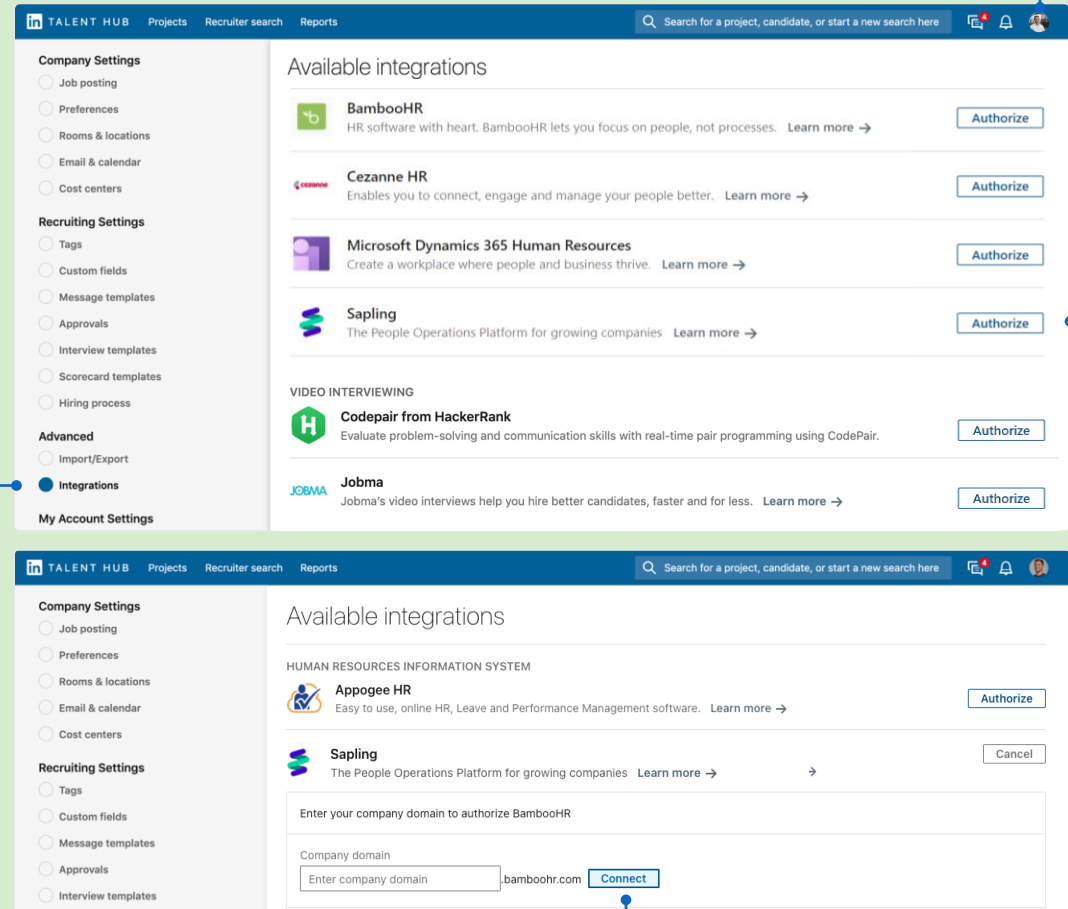 in TALENT HUB Projects Recruiter search Reports Search for a project, candidate, or start a new search here 4
Company Settings
Job posting
Preferences
Rooms & locations
Email & calendar
Cost centers
Recruiting Settings
Tags
Custom fields
Message templates
Approvals
Interview templates
Scorecard templates
Hiring process
Advanced
Import/Export
Integrations
My Account Settings
Available integrations
BambooHR
HR software with heart. BambooHR lets you focus on people, not processes. Learn more →
Authorize
cezanne
Cezanne HR
Enables you to connect, engage and manage your people better. Learn more →
Authorize
Microsoft Dynamics 365 Human Resources
Create a workplace where people and business thrive. Learn more →
Authorize
Sapling
The People Operations Platform for growing companies Learn more →
Authorize
VIDEO INTERVIEWING
H
Codepair from HackerRank
Evaluate problem-solving and communication skills with real-time pair programming using CodePair.
Authorize
JOBMA
Jobma's video interviews help you hire better candidates, faster and for less. Learn more →
Jobma
Authorize
in TALENT HUB Projects Recruiter search Reports Search for a project, candidate, or start a new search here 4
Company Settings
Job posting
Preferences
Rooms & locations
Email & calendar
Cost centers
Recruiting Settings
Tags
Custom fields
Message templates
Approvals
Interview templates
Available integrations
HUMAN RESOURCES INFORMATION SYSTEM
Appogee HR
Easy to use, online HR, Leave and Performance Management software. Learn more →
Authorize
Sapling
The People Operations Platform for growing companies Learn more → →
Cancel
Enter your company domain to authorize BambooHR
Company domain
Enter company domain .bamboohr.com Connect